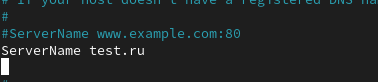 # If your host doesn't have a registered DNS na
#
#ServerName www.example.com:80
ServerName test.ru
#